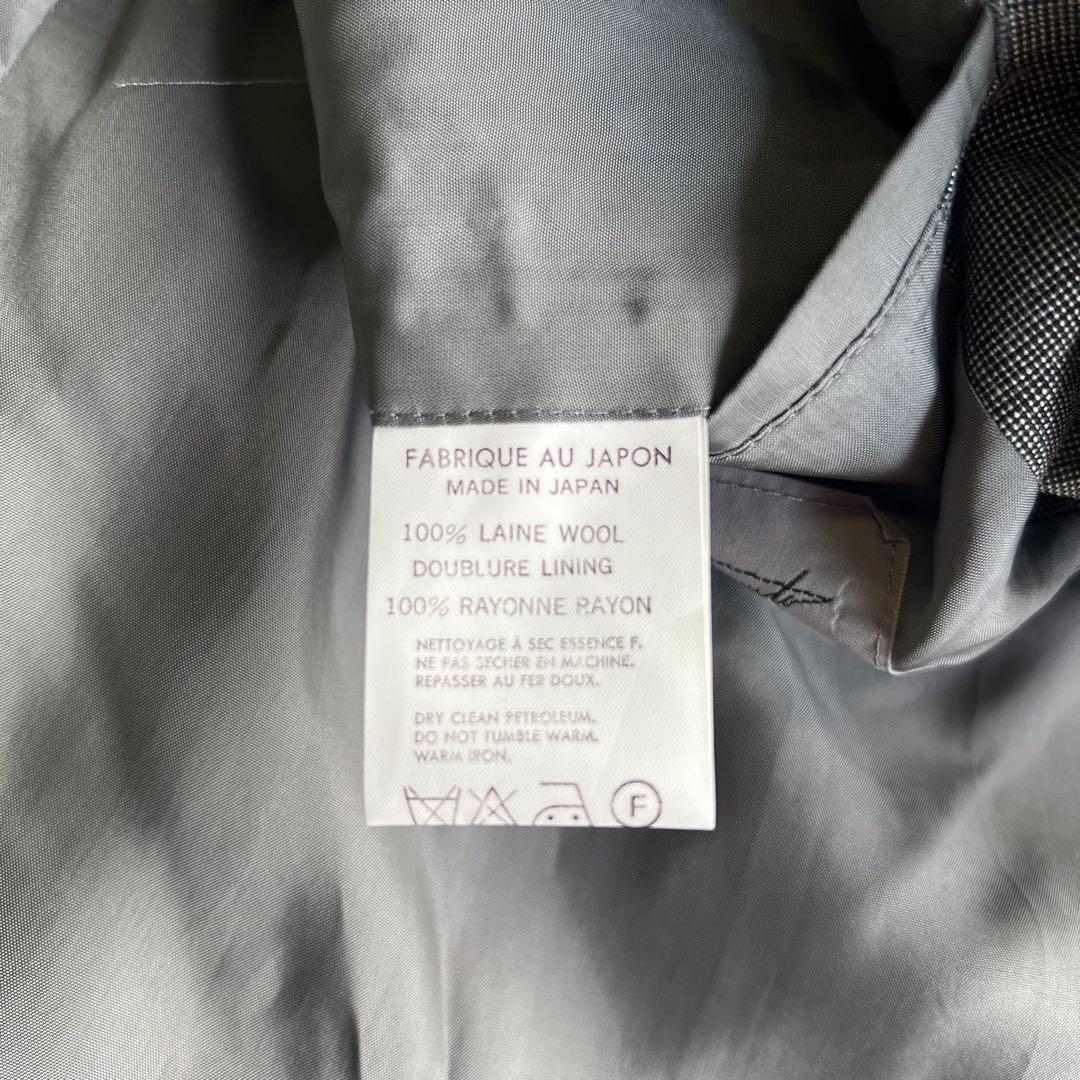 FABRIQUE AU JAPON
MADE IN JAPAN
100% LAINE WOOL
DOUBLURE LINING
100% RAYONNE RAYON
NETTOYAGE À SEC ESSENCE F.
NE PAS SECHER EN MACHINE.
REPASSER AU FER DOUX.
DRY CLEAN PETROLEUM.
DO NOT TUMBLE WARM.
WARM IRON.
F